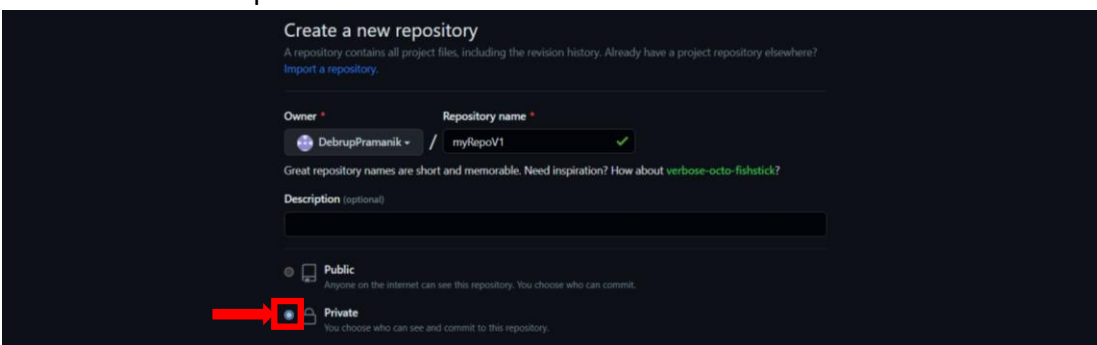 Create a new repository
A repository contains all project files, including the revision history. Already have a project repository elsewhere?
Import a repository.
Owner * Repository name *
DebrupPramanik / myRepoV1
Great repository names are short and memorable. Need inspiration? How about verbose-octo-fishstick?
Description (optional)
Public
Anyone on the internet can see this repository. You choose who can commit.
Private
You choose who can see and commit to this repository.